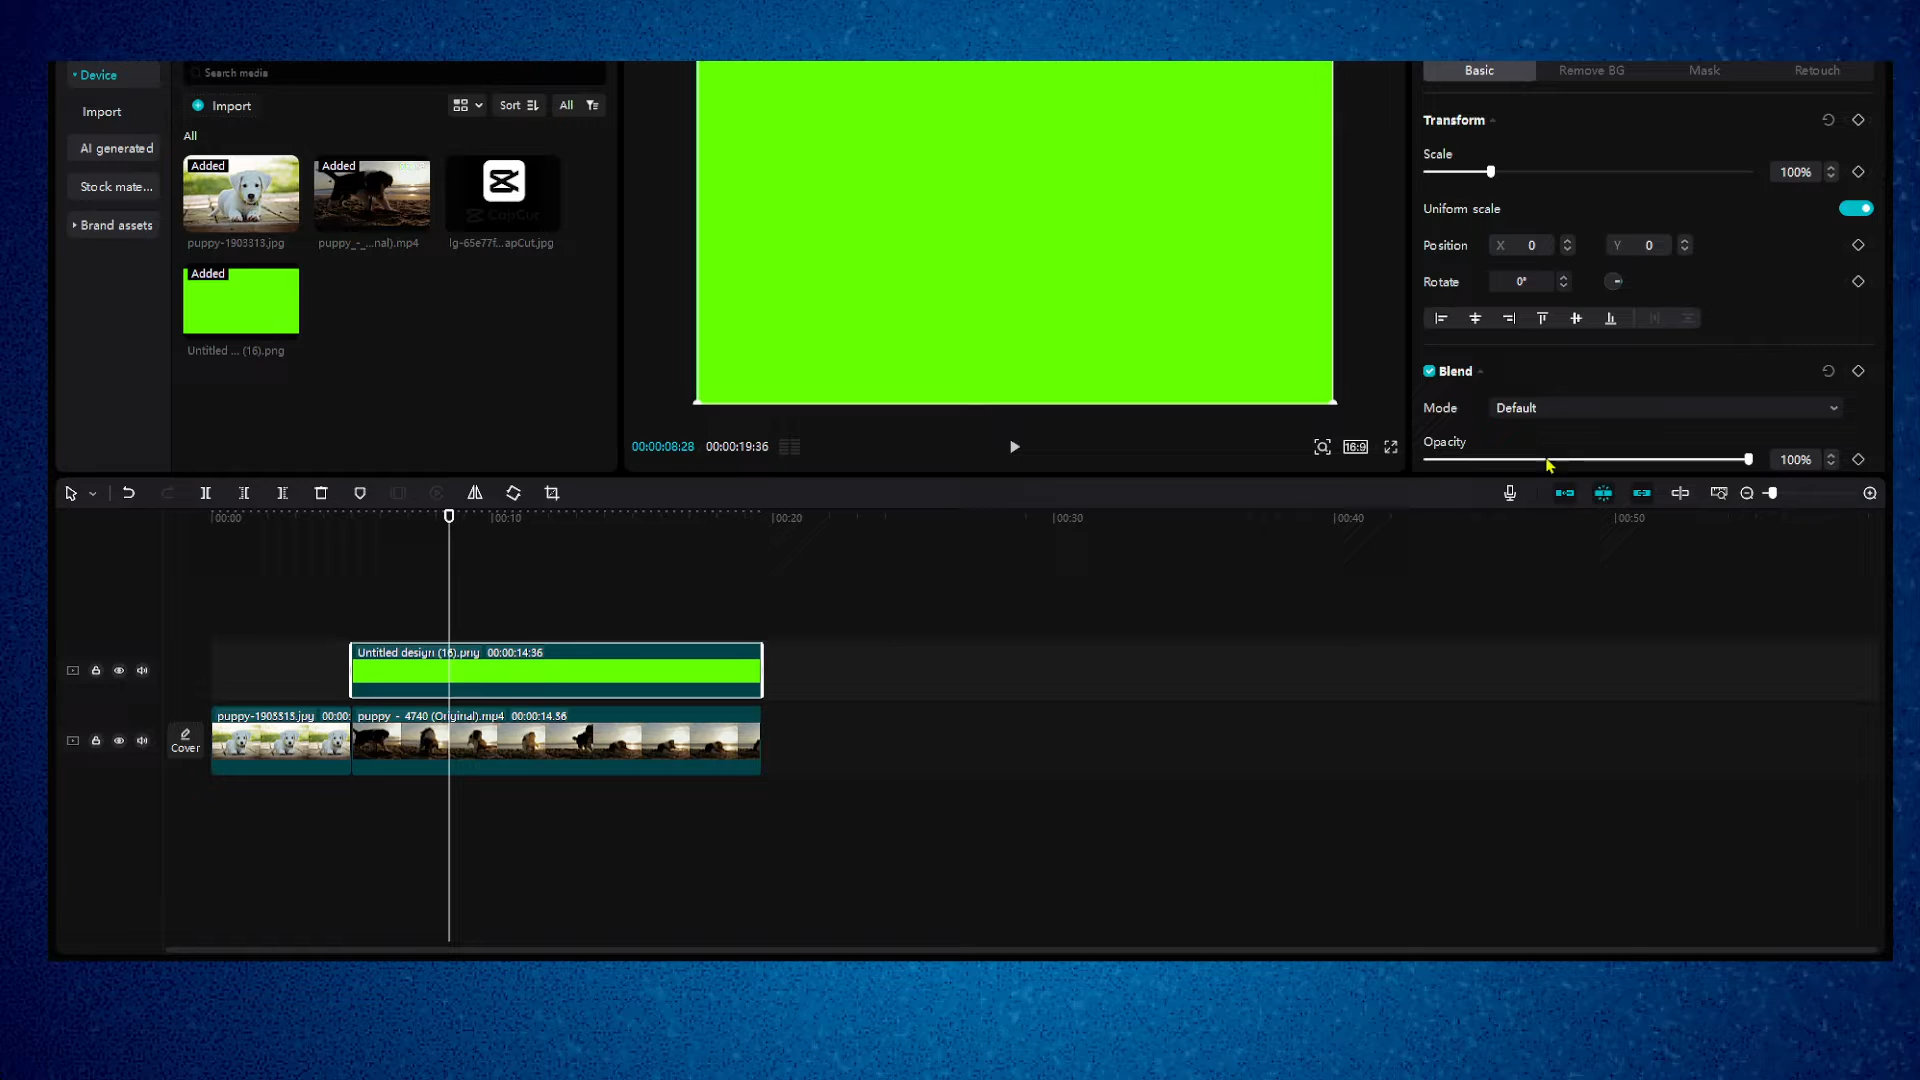 Device
Search media
Basic
Remove BG
Mask
Retouch
Import
Import
Sort
All
Transform
All
AI generated
Added
Added
CapCut
Scale
100%
Stock mate...
Uniform scale
Brand assets
puppy-1903313.jpg
puppy_-_...nal).mp4
lg-65e77f...apCut.jpg
Position
X 0
Y 0
Added
Rotate
0°
Untitled ... (16).png
Blend
Mode
Default
Opacity
100%
00:00:08:28
00:00:19:36
16:9
00:00
00:10
00:20
00:30
00:40
00:50
Untitled design (16).png 00:00:14:36
puppy-1903313.jpg 00:00:
puppy - 4740 (Original).mp4 00:00:14:36
Cover